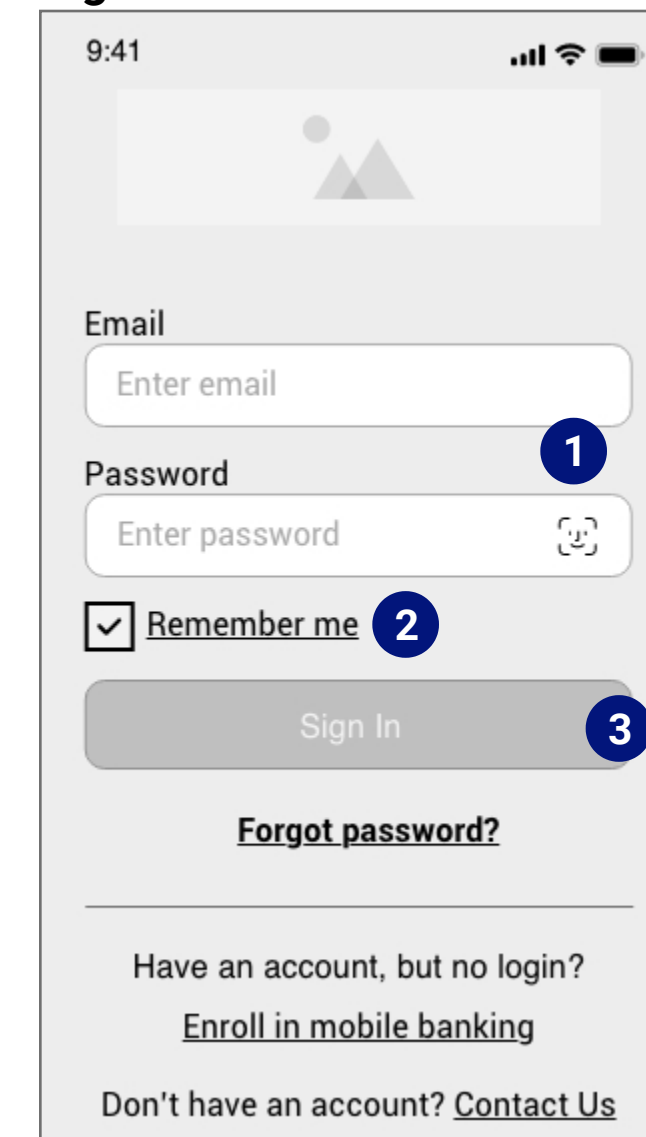 9:41
Email
Enter email
1
Password
Enter password
Remember me 2
Sign In 3
Forgot password?
Have an account, but no login?
Enroll in mobile banking
Don't have an account? Contact Us